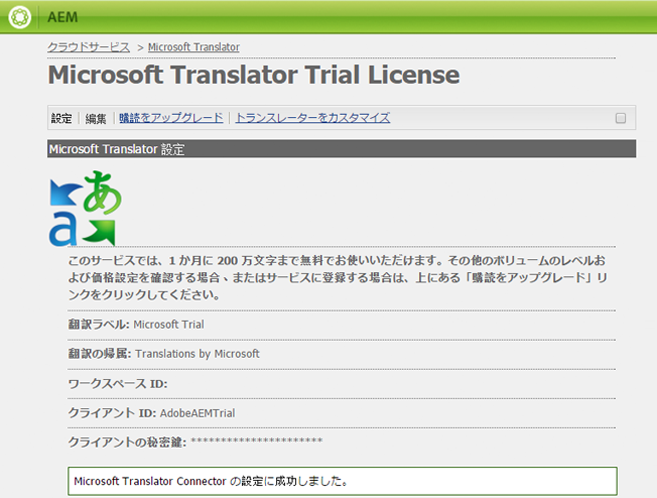 AEM
クラウドサービス > Microsoft Translator
Microsoft Translator Trial License
設定 | 編集 | 購読をアップグレード | トランスレーターをカスタマイズ
Microsoft Translator 設定
あ
a
このサービスでは、1 か月に 200 万文字まで無料でお使いいただけます。その他のボリュームのレベルお
よび価格設定を確認する場合、またはサービスに登録する場合は、上にある「購読をアップグレード」リ
ンクをクリックしてください。
翻訳ラベル: Microsoft Trial
翻訳の帰属: Translations by Microsoft
ワークスペース ID:
クライアント ID: AdobeAEMTrial
クライアントの秘密鍵: **********************
Microsoft Translator Connector の設定に成功しました。